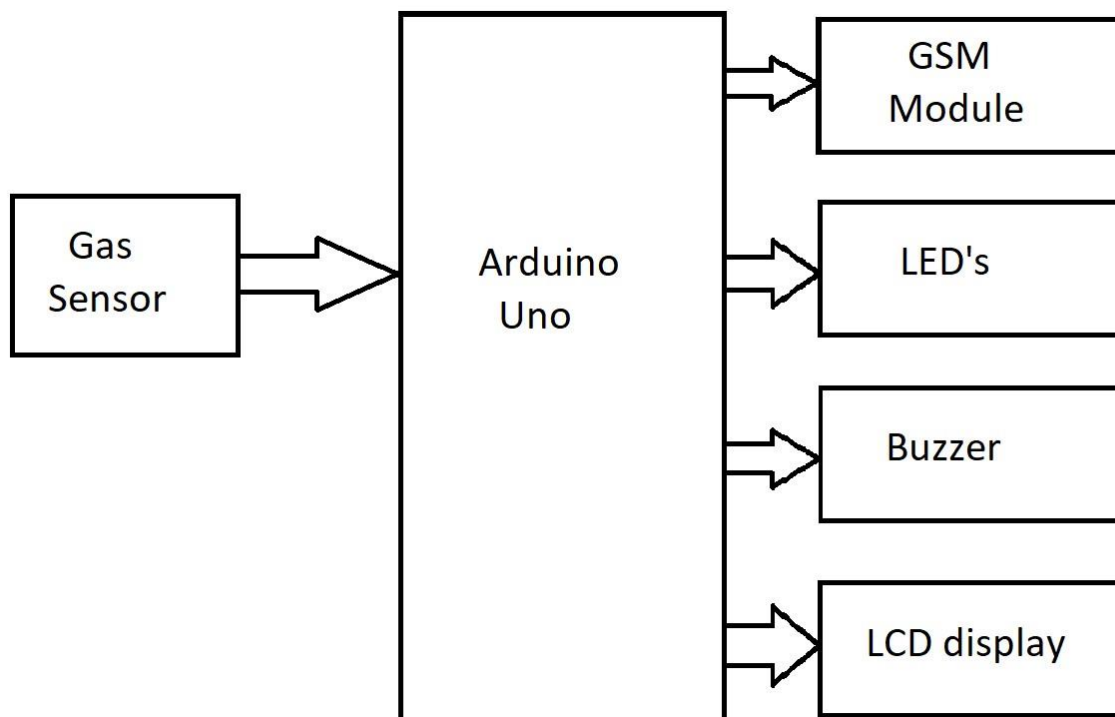 Gas
Sensor
Arduino
Uno
GSM
Module
LED's
Buzzer
LCD display